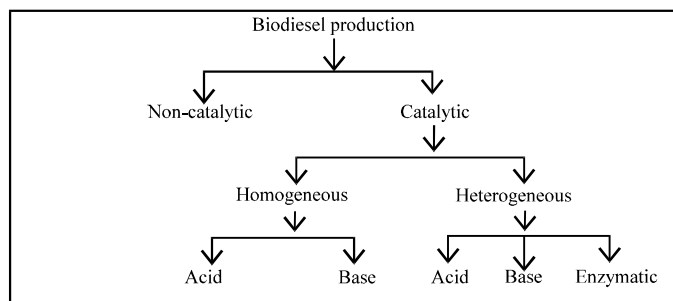 Biodiesel production
Non-catalytic Catalytic
Homogeneous Heterogeneous
Acid Base Acid Base Enzymatic